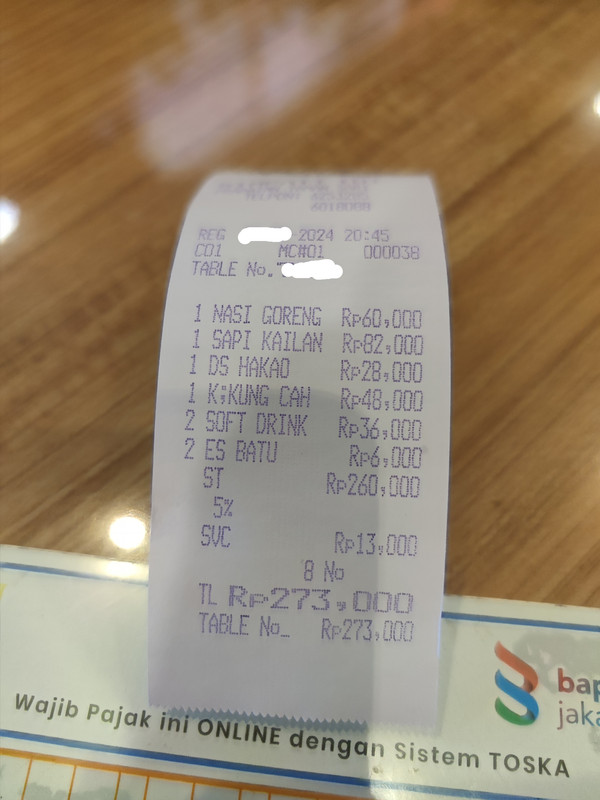 REG 2024 20:45
C01 MC#01 000038
TABLE No.
1 NASI GORENG Rp60,000
1 SAPI KAILAN Rp82,000
1 DS HAKAO Rp28,000
1 K;KUNG CAH Rp48,000
2 SOFT DRINK Rp36,000
2 ES BATU Rp6,000
ST Rp260,000
5%
SVC Rp13,000
8 No
TL Rp273,000
TABLE No_ Rp273,000
Wajib Pajak ini ONLINE dengan Sistem TOSKA